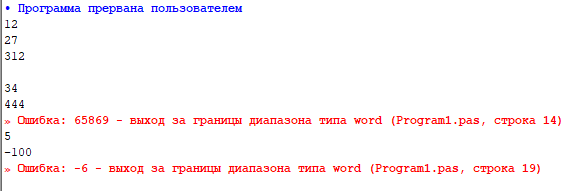 • Программа прервана пользователем
12
27
312
34
444
» Ошибка: 65869 - выход за границы диапазона типа word (Program1.pas, строка 14)
5
-100
» Ошибка: -6 - выход за границы диапазона типа word (Program1.pas, строка 19)